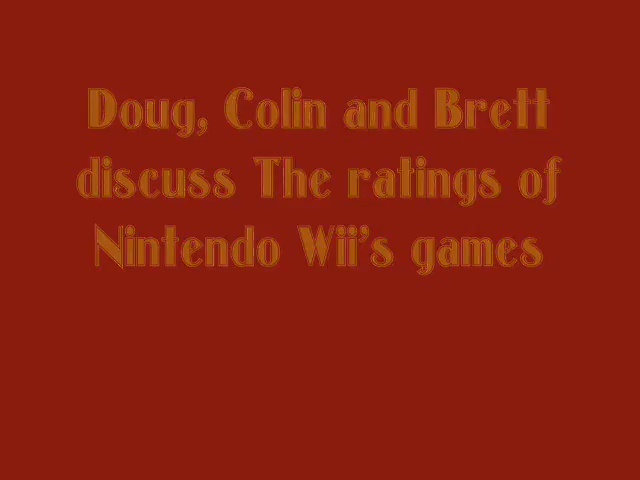 Doug, Colin and Brett
discuss The ratings of
Nintendo Wii's games